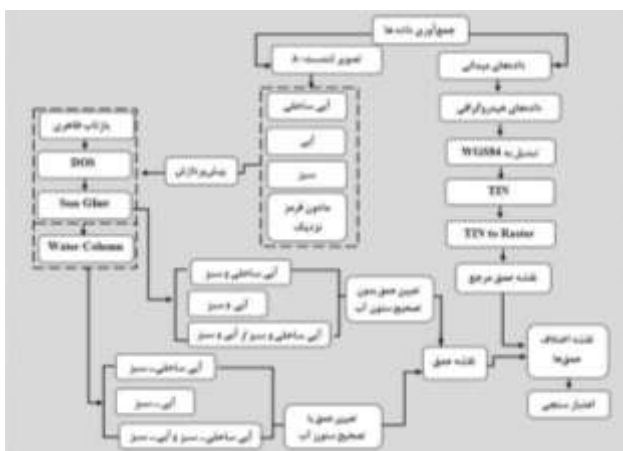 جمع‌آوری داده ها
تصویر لندست-۸
داده‌های میدانی
آبی ساحلی
آبی
سبز
مادون قرمز
نزدیک
داده‌های هیدروگرافی
تبدیل به WGS84
TIN
TIN to Raster
نقشه عمق مرجع
پیش‌پردازش
بازتاب ظاهری
DOS
Sun Glint
Water Column
آبی ساحلی و سبز
آبی و سبز
آبی ساحلی و سبز / آبی و سبز
تعیین عمق بدون
تصحیح ستون آب
آبی ساحلی-سبز
آبی-سبز
آبی ساحلی-سبز و آبی-سبز
تعیین عمق با
تصحیح ستون آب
نقشه عمق
نقشه اختلاف
عمق‌ها
اعتبار سنجی